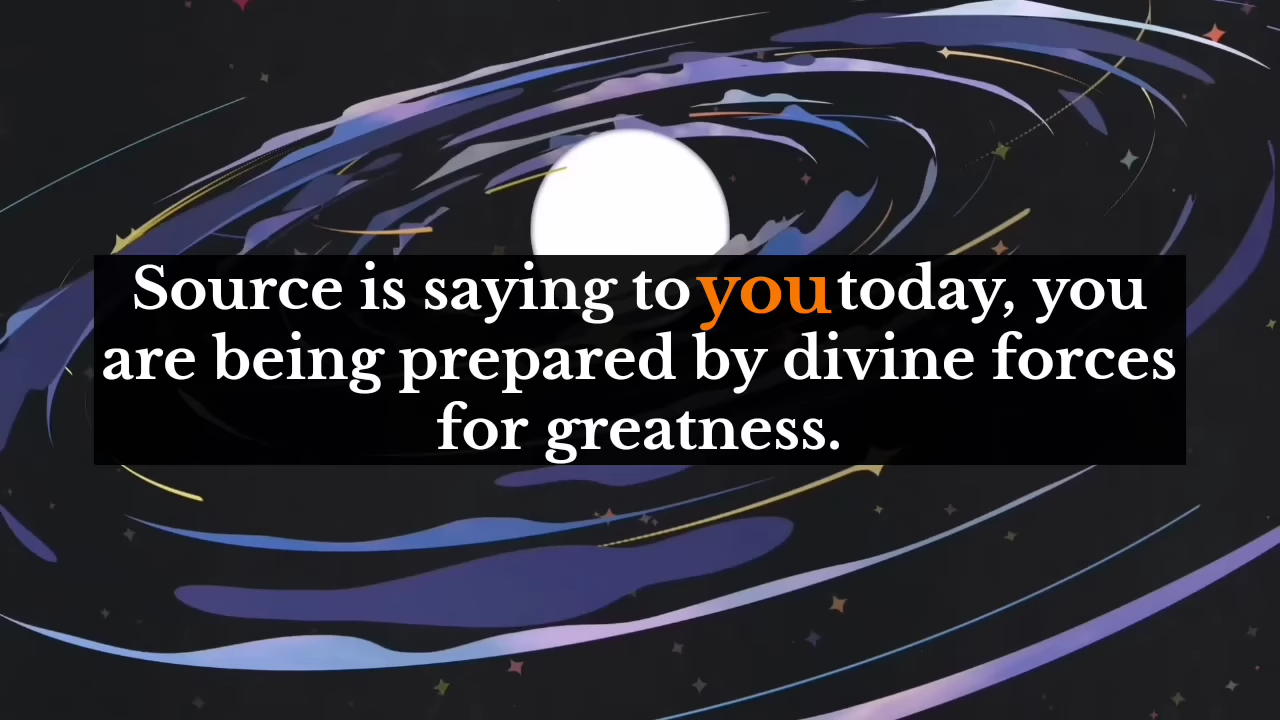 Source is saying to you today, you
are being prepared by divine forces
for greatness.